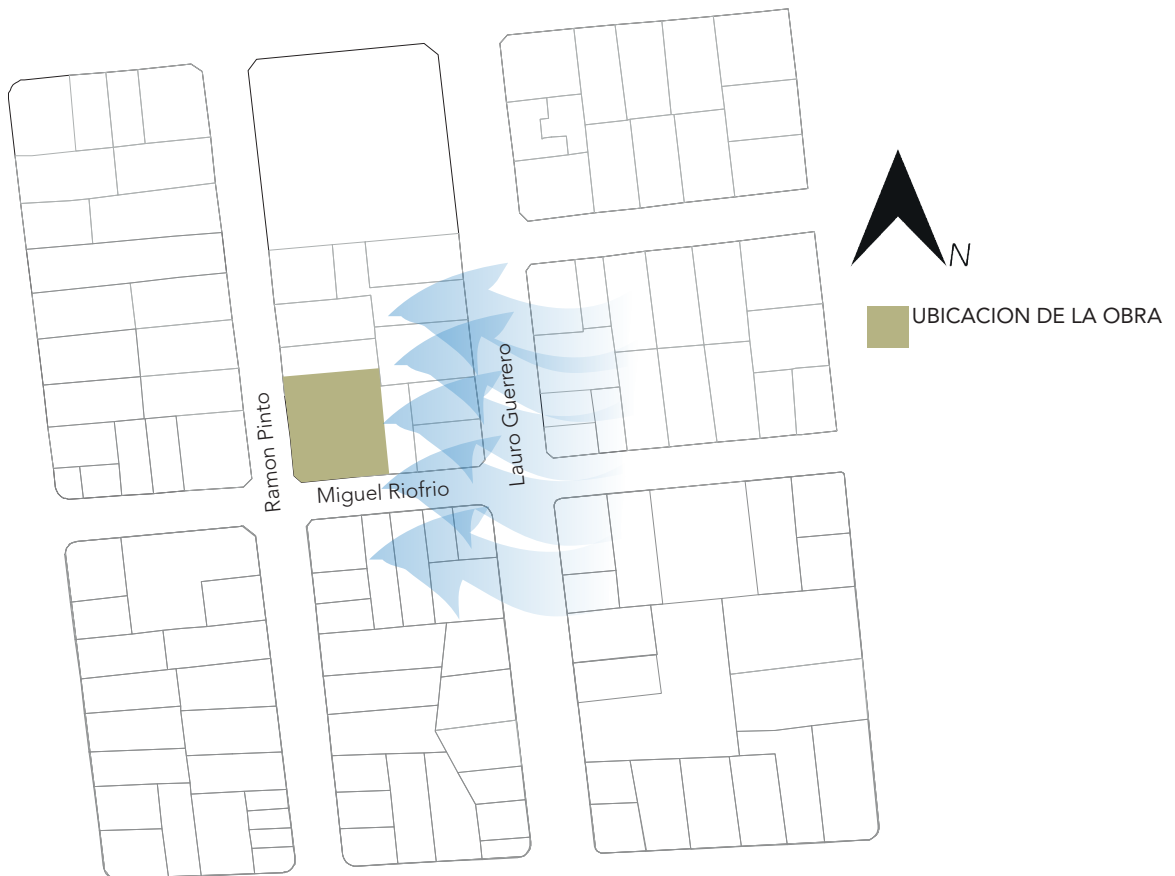 N
UBICACION DE LA OBRA
Ramon Pinto
Lauro Guerrero
Miguel Riofrio